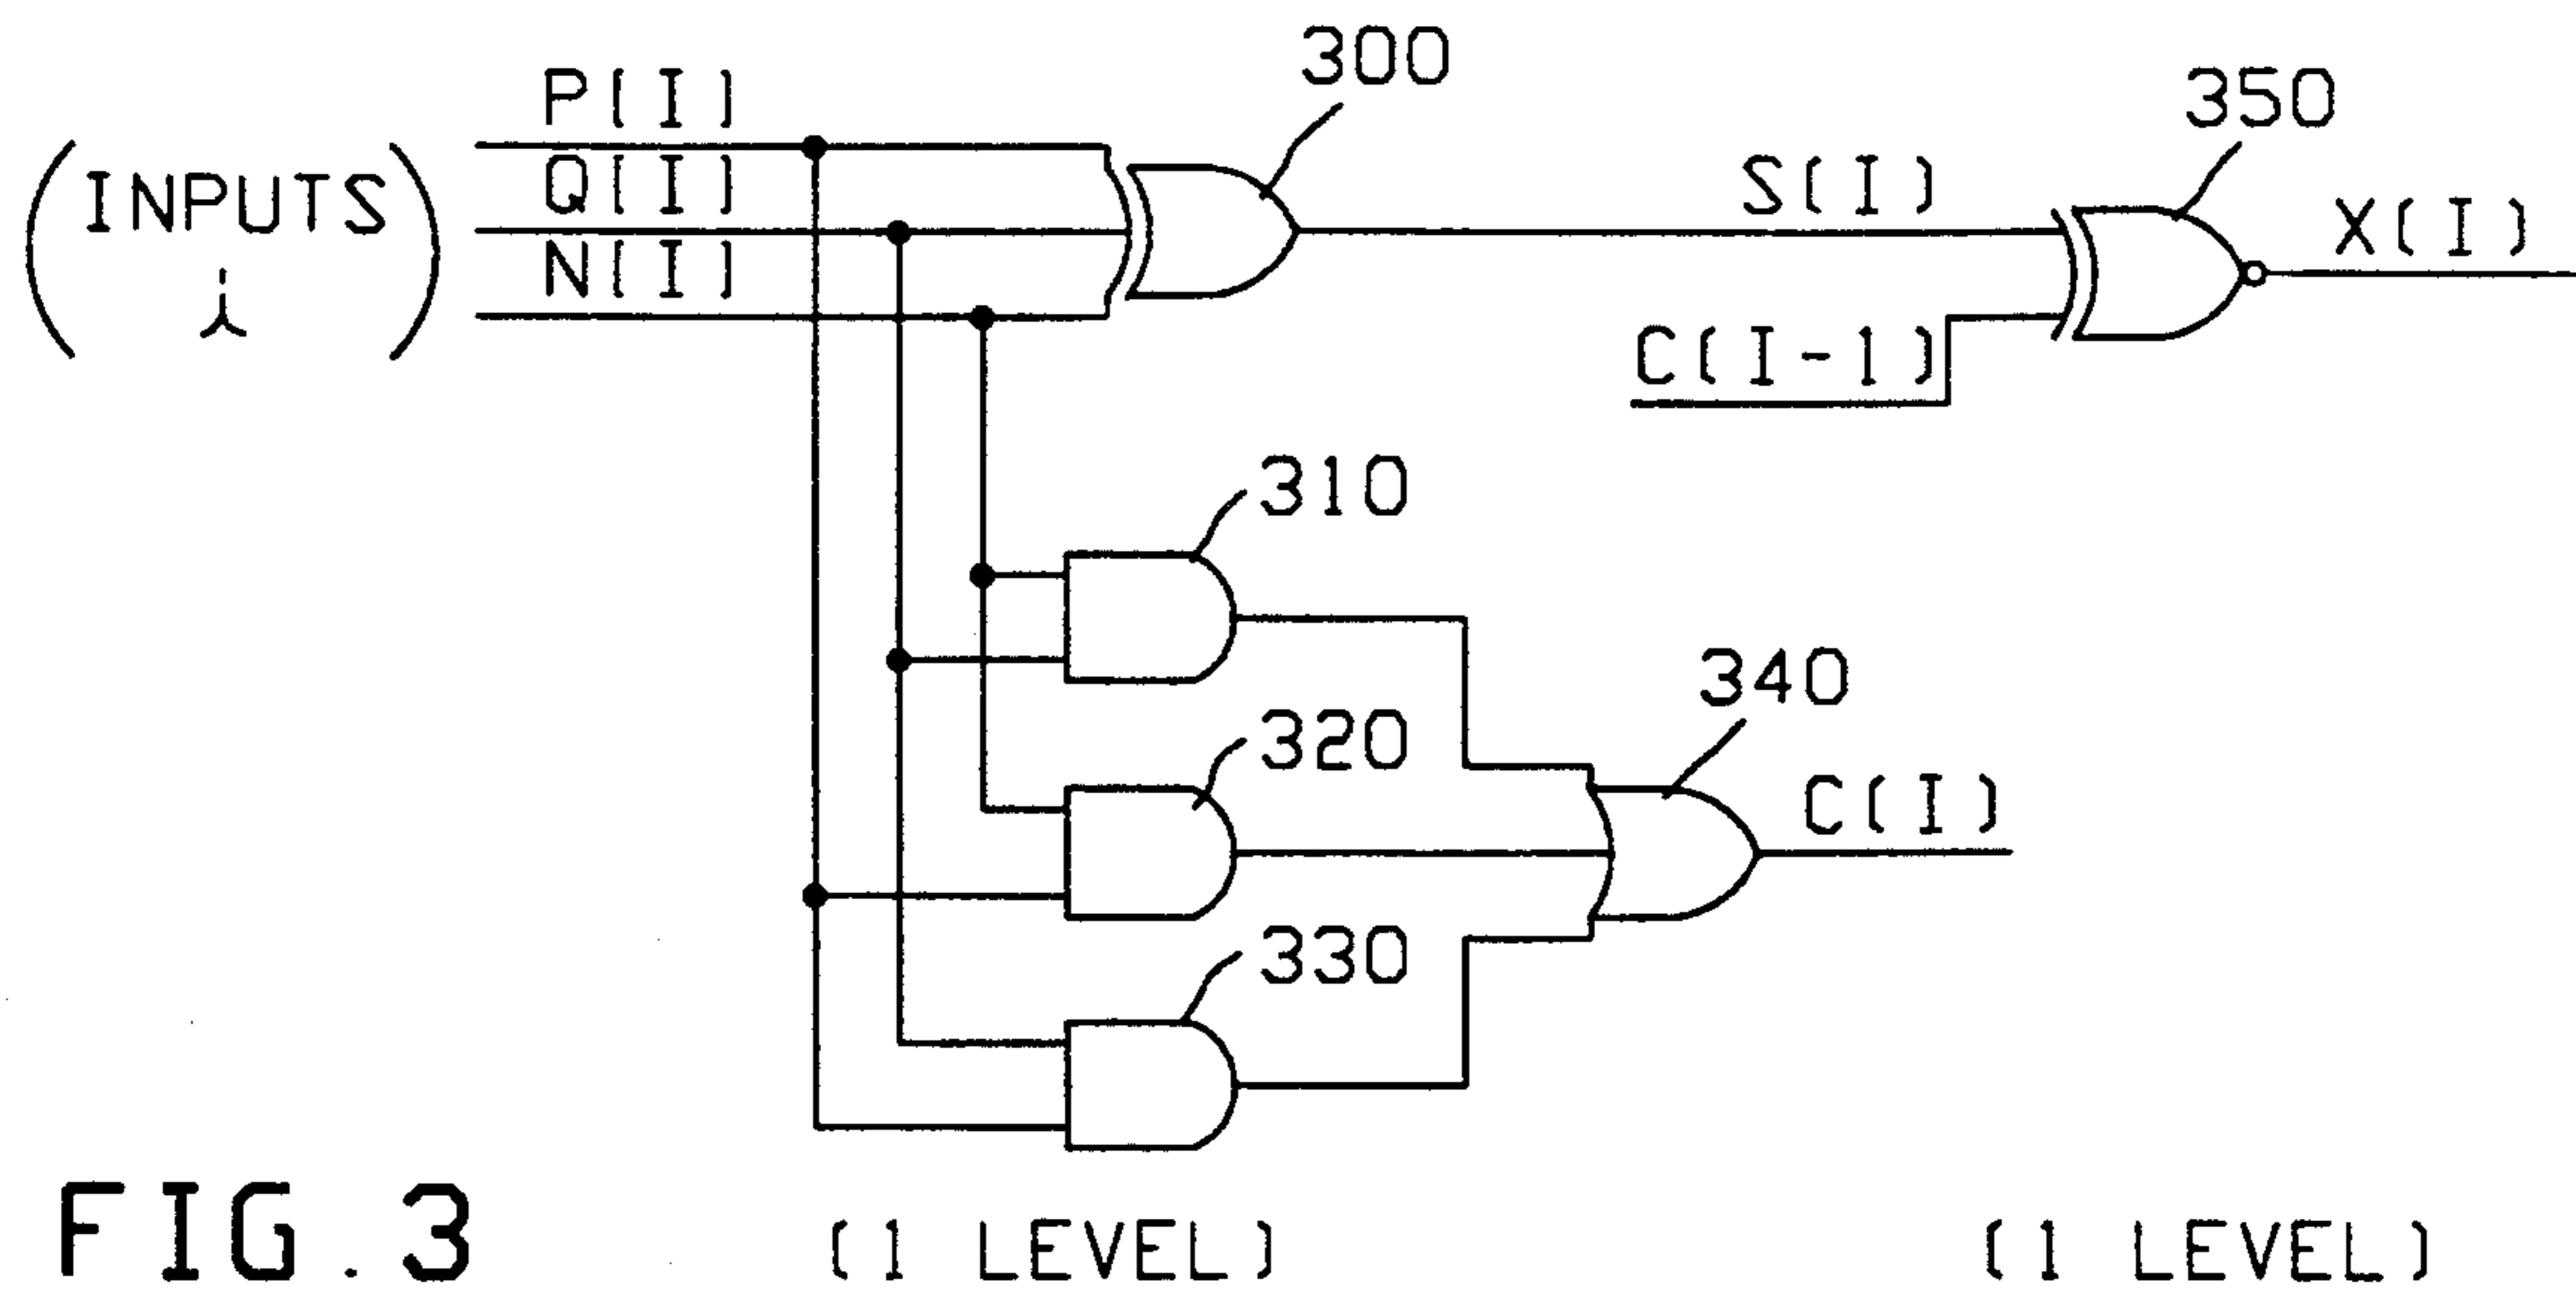 300
350
P(I)
(INPUTS)
Q(I)
S(I)
X(I)
N(I)
C(I-1)
310
340
320
C(I)
330
FIG.3
(1 LEVEL)
(1 LEVEL)